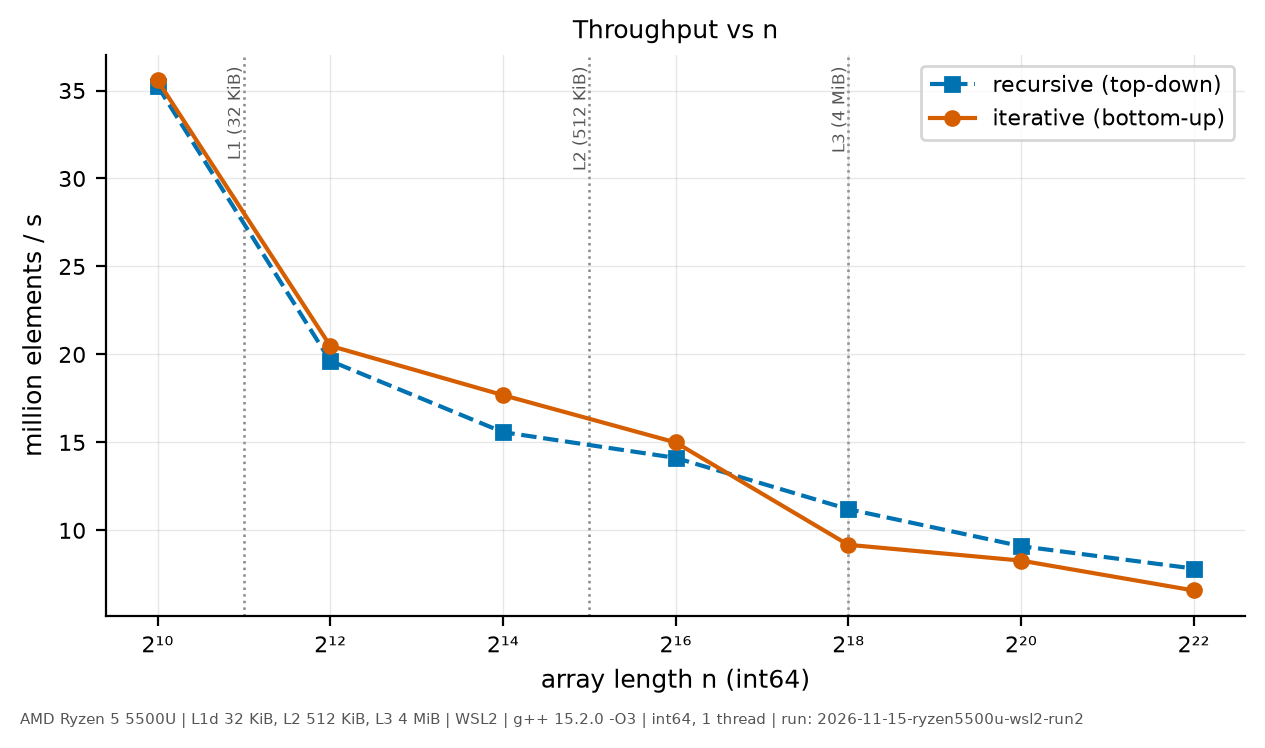 Throughput vs n
million elements / s
35
30
25
20
15
10
L1 (32 KiB)
L2 (512 KiB)
L3 (4 MiB)
recursive (top-down)
iterative (bottom-up)
2¹⁰ 2¹² 2¹⁴ 2¹⁶ 2¹⁸ 2²⁰ 2²²
array length n (int64)
AMD Ryzen 5 5500U | L1d 32 KiB, L2 512 KiB, L3 4 MiB | WSL2 | g++ 15.2.0 -O3 | int64, 1 thread | run: 2026-11-15-ryzen5500u-wsl2-run2